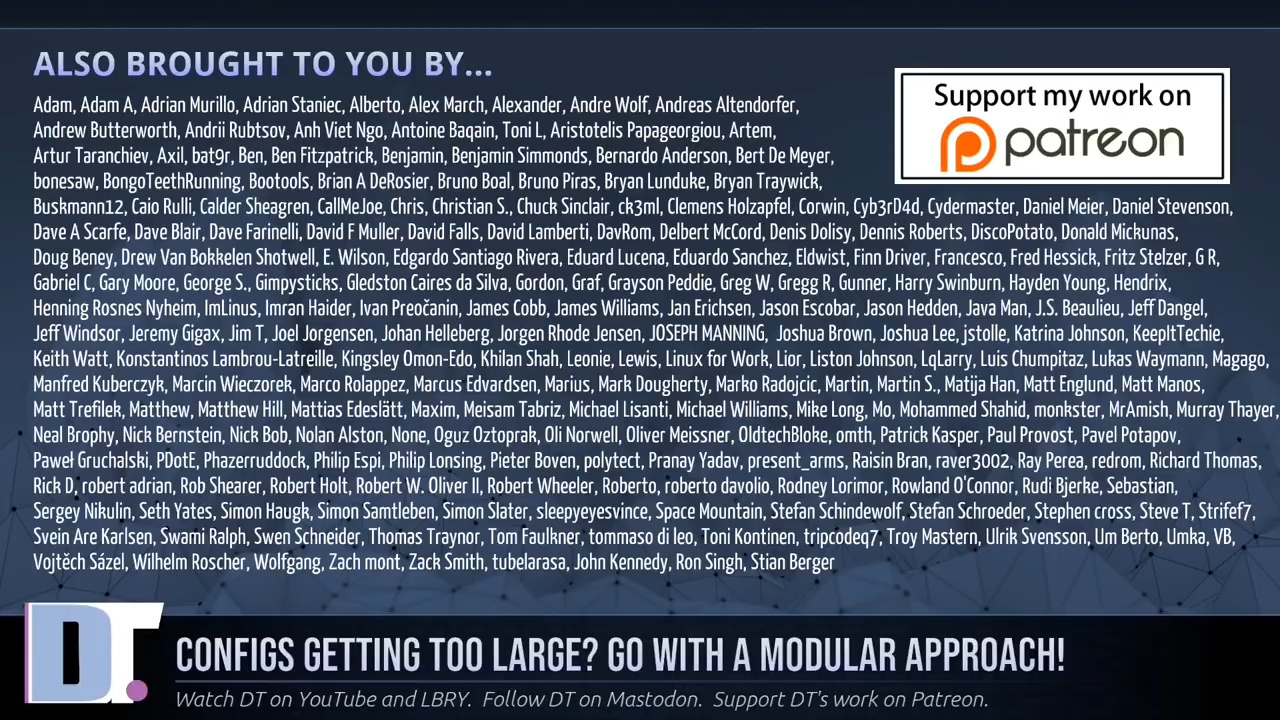 ALSO BROUGHT TO YOU BY...
Support my work on
patreon
Adam, Adam A, Adrian Murillo, Adrian Staniec, Alberto, Alex March, Alexander, Andre Wolf, Andreas Altendorfer,
Andrew Butterworth, Andrii Rubtsov, Anh Viet Ngo, Antoine Baqain, Toni L, Aristotelis Papageorgiou, Artem,
Artur Taranchiev, Axil, bat9r, Ben, Ben Fitzpatrick, Benjamin, Benjamin Simmonds, Bernardo Anderson, Bert De Meyer,
bonesaw, BongoTeethRunning, Bootools, Brian A DeRosier, Bruno Boal, Bruno Piras, Bryan Lunduke, Bryan Traywick,
Buskmann12, Caio Rulli, Calder Sheagren, CallMeJoe, Chris, Christian S., Chuck Sinclair, ck3ml, Clemens Holzapfel, Corwin, Cyb3rD4d, Cydermaster, Daniel Meier, Daniel Stevenson,
Dave A Scarfe, Dave Blair, Dave Farinelli, David F Muller, David Falls, David Lamberti, DavRom, Delbert McCord, Denis Dolisy, Dennis Roberts, DiscoPotato, Donald Mickunas,
Doug Beney, Drew Van Bokkelen Shotwell, E. Wilson, Edgardo Santiago Rivera, Eduard Lucena, Eduardo Sanchez, Eldwist, Finn Driver, Francesco, Fred Hessick, Fritz Stelzer, G R,
Gabriel C, Gary Moore, George S., Gimpysticks, Gledston Caires da Silva, Gordon, Graf, Grayson Peddie, Greg W, Gregg R, Gunner, Harry Swinburn, Hayden Young, Hendrix,
Henning Rosnes Nyheim, ImLinus, Imran Haider, Ivan Preočanin, James Cobb, James Williams, Jan Erichsen, Jason Escobar, Jason Hedden, Java Man, J.S. Beaulieu, Jeff Dangel,
Jeff Windsor, Jeremy Gigax, Jim T, Joel Jorgensen, Johan Helleberg, Jorgen Rhode Jensen, JOSEPH MANNING, Joshua Brown, Joshua Lee, jstolle, Katrina Johnson, KeepItTechie,
Keith Watt, Konstantinos Lambrou-Latreille, Kingsley Omon-Edo, Khilan Shah, Leonie, Lewis, Linux for Work, Lior, Liston Johnson, LqLarry, Luis Chumpitaz, Lukas Waymann, Magago,
Manfred Kuberczyk, Marcin Wieczorek, Marco Rolappez, Marcus Edvardsen, Marius, Mark Dougherty, Marko Radojcic, Martin, Martin S., Matija Han, Matt Englund, Matt Manos,
Matt Trefilek, Matthew, Matthew Hill, Mattias Edeslätt, Maxim, Meisam Tabriz, Michael Lisanti, Michael Williams, Mike Long, Mo, Mohammed Shahid, monkster, MrAmish, Murray Thayer,
Neal Brophy, Nick Bernstein, Nick Bob, Nolan Alston, None, Oguz Oztoprak, Oli Norwell, Oliver Meissner, OldtechBloke, omth, Patrick Kasper, Paul Provost, Pavel Potapov,
Paweł Gruchalski, PDotE, Phazerruddock, Philip Espi, Philip Lonsing, Pieter Boven, polytect, Pranay Yadav, present_arms, Raisin Bran, raver3002, Ray Perea, redrom, Richard Thomas,
Rick D, robert adrian, Rob Shearer, Robert Holt, Robert W. Oliver II, Robert Wheeler, Roberto, roberto davolio, Rodney Lorimor, Rowland O'Connor, Rudi Bjerke, Sebastian,
Sergey Nikulin, Seth Yates, Simon Haugk, Simon Samtleben, Simon Slater, sleepyeyesvince, Space Mountain, Stefan Schindewolf, Stefan Schroeder, Stephen cross, Steve T, Strifef7,
Svein Are Karlsen, Swami Ralph, Swen Schneider, Thomas Traynor, Tom Faulkner, tommaso di leo, Toni Kontinen, tripcodeq7, Troy Mastern, Ulrik Svensson, Um Berto, Umka, VB,
Vojtěch Sázel, Wilhelm Roscher, Wolfgang, Zach mont, Zack Smith, tubelarasa, John Kennedy, Ron Singh, Stian Berger
DT.
CONFIGS GETTING TOO LARGE? GO WITH A MODULAR APPROACH!
Watch DT on YouTube and LBRY. Follow DT on Mastodon. Support DT's work on Patreon.